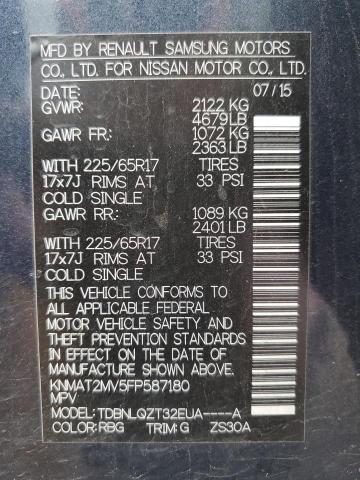 MFD BY RENAULT SAMSUNG MOTORS
CO., LTD. FOR NISSAN MOTOR CO., LTD.
DATE: 07/15
GVWR: 2122 KG
4679LB
GAWR FR: 1072 KG
2363LB
WITH 225/65R17 TIRES
17x7J RIMS AT 33 PSI
COLD SINGLE
GAWR RR: 1089 KG
2401LB
WITH 225/65R17 TIRES
17x7J RIMS AT 33 PSI
COLD SINGLE
THIS VEHICLE CONFORMS TO
ALL APPLICABLE FEDERAL
MOTOR VEHICLE SAFETY AND
THEFT PREVENTION STANDARDS
IN EFFECT ON THE DATE OF
MANUFACTURE SHOWN ABOVE.
KNMAT2MV5FP587180
MPV
MODEL: TDBNLQZT32EUA----A
COLOR: RBG TRIM: G ZS30A